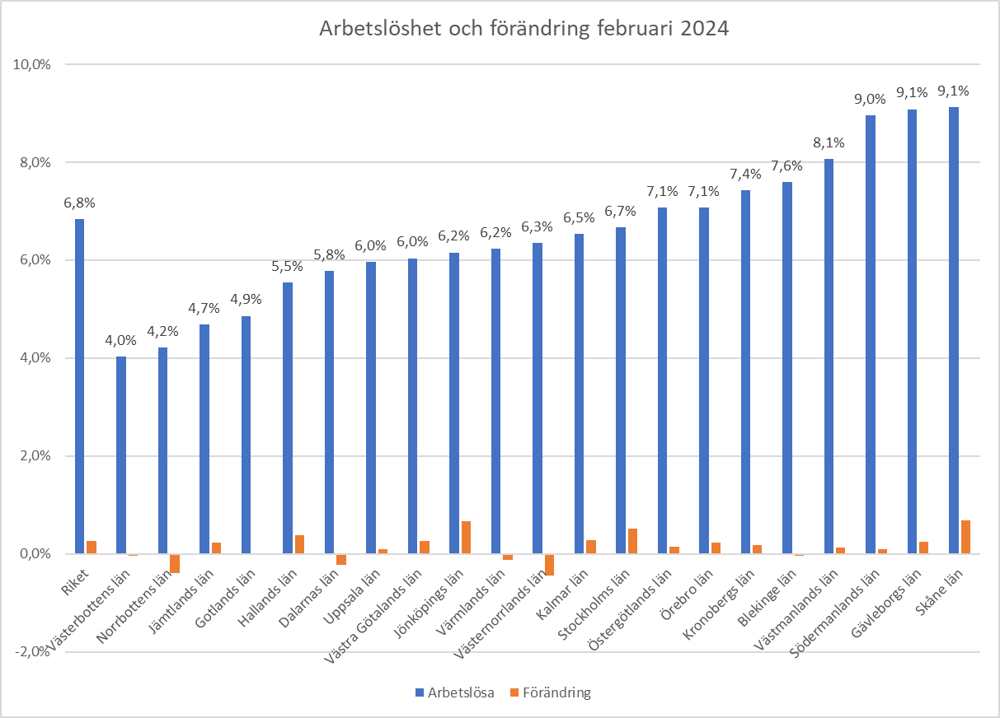 Arbetslöshet och förändring februari 2024
10,0%
8,0%
6,0%
4,0%
2,0%
0,0%
-2,0%
6,8%
4,0%
4,2%
4,7%
4,9%
5,5%
5,8%
6,0%
6,0%
6,2%
6,2%
6,3%
6,5%
6,7%
7,1%
7,1%
7,4%
7,6%
8,1%
9,0%
9,1%
9,1%
Riket
Västerbottens län
Norrbottens län
Jämtlands län
Gotlands län
Hallands län
Dalarnas län
Uppsala län
Västra Götalands län
Jönköpings län
Värmlands län
Västernorrlands län
Kalmar län
Stockholms län
Östergötlands län
Örebro län
Kronobergs län
Blekinge län
Västmanlands län
Södermanlands län
Gävleborgs län
Skåne län
Arbetslösa
Förändring